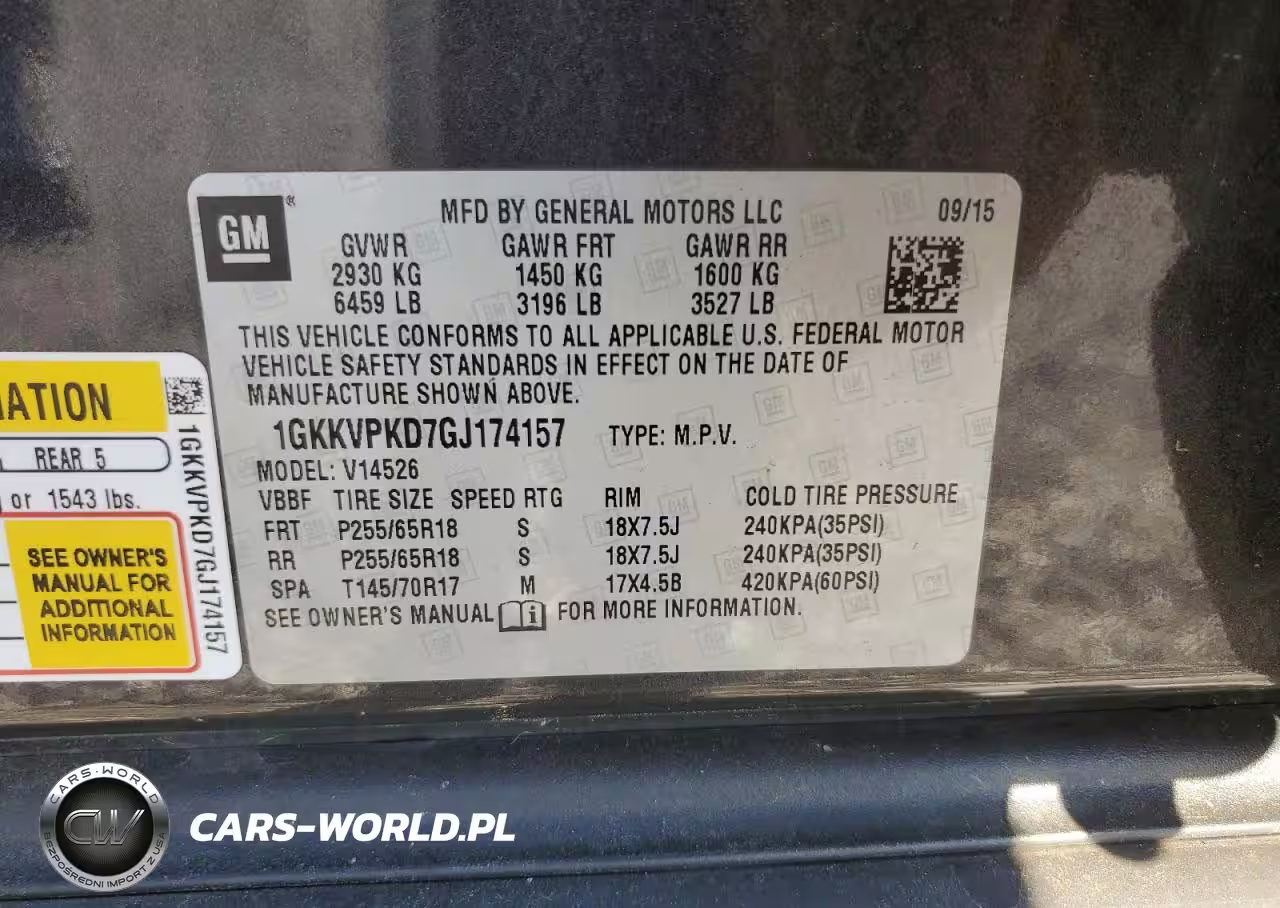 GM ®
MFD BY GENERAL MOTORS LLC 09/15
GVWR GAWR FRT GAWR RR
2930 KG 1450 KG 1600 KG
6459 LB 3196 LB 3527 LB
THIS VEHICLE CONFORMS TO ALL APPLICABLE U.S. FEDERAL MOTOR
VEHICLE SAFETY STANDARDS IN EFFECT ON THE DATE OF
MANUFACTURE SHOWN ABOVE.
1GKKVPKD7GJ174157 TYPE: M.P.V.
MODEL: V14526
VBBF TIRE SIZE SPEED RTG RIM COLD TIRE PRESSURE
FRT P255/65R18 S 18X7.5J 240KPA(35PSI)
RR P255/65R18 S 18X7.5J 240KPA(35PSI)
SPA T145/70R17 M 17X4.5B 420KPA(60PSI)
SEE OWNER'S MANUAL i FOR MORE INFORMATION.
MATION
REAR 5
or 1543 lbs.
SEE OWNER'S
MANUAL FOR
ADDITIONAL
INFORMATION
1GKKVPKD7GJ174157
CARS-WORLD
CW
BEZPOŚREDNI IMPORT Z USA
CARS-WORLD.PL